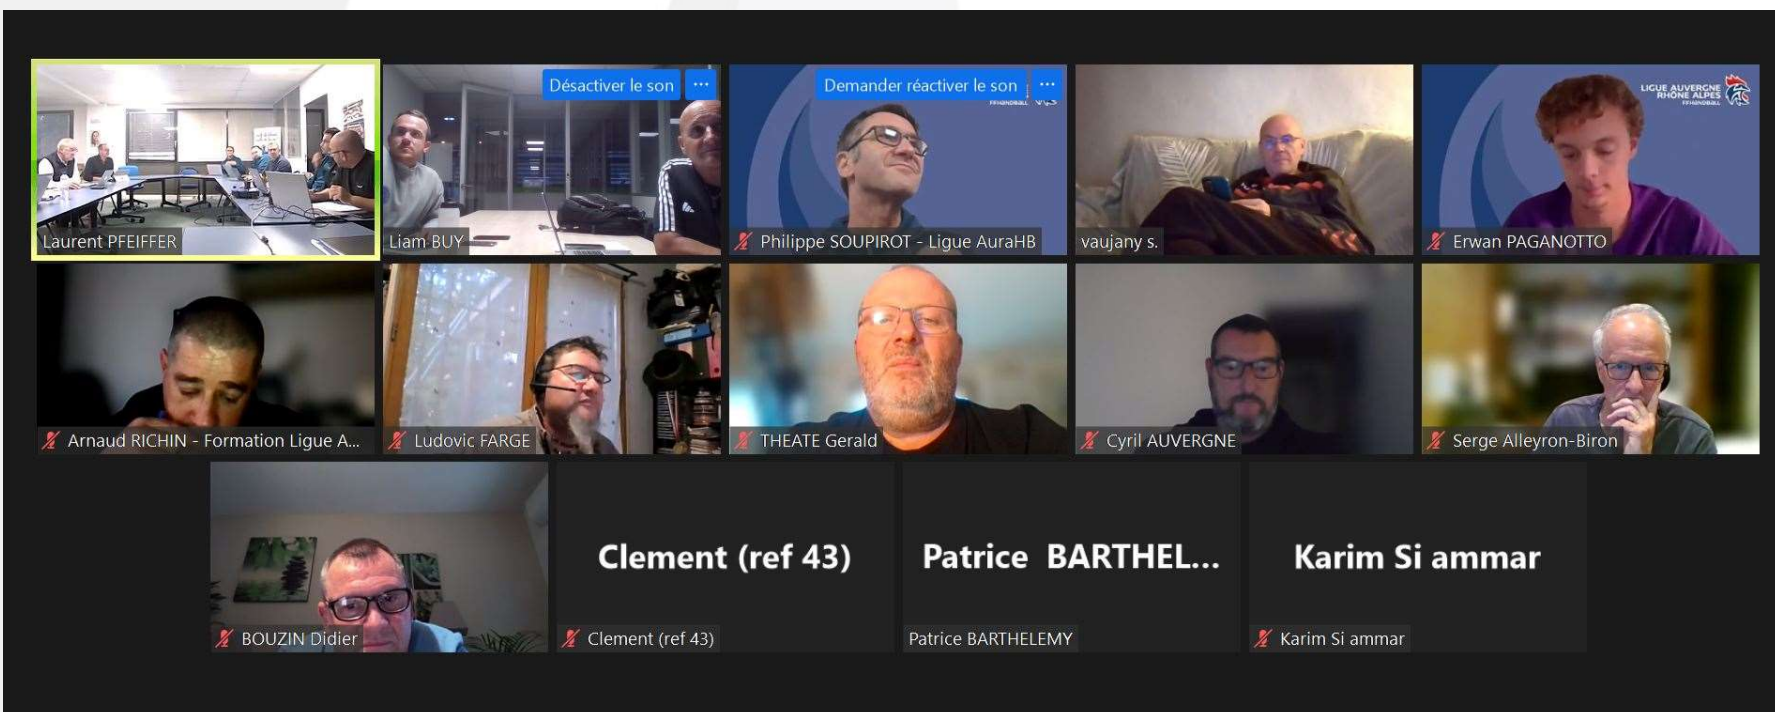 Laurent PFEIFFER
Désactiver le son ...
Liam BUY
Demander réactiver le son ...
FFHANDBALL
Philippe SOUPIROT - Ligue AuraHB
vaujany s.
LIGUE AUVERGNE
RHÔNE ALPES
FFHANDBALL
Erwan PAGANOTTO
Arnaud RICHIN - Formation Ligue A...
Ludovic FARGE
THEATE Gerald
Cyril AUVERGNE
Serge Alleyron-Biron
BOUZIN Didier
Clement (ref 43)
Clement (ref 43)
Patrice BARTHEL...
Patrice BARTHELEMY
Karim Si ammar
Karim Si ammar